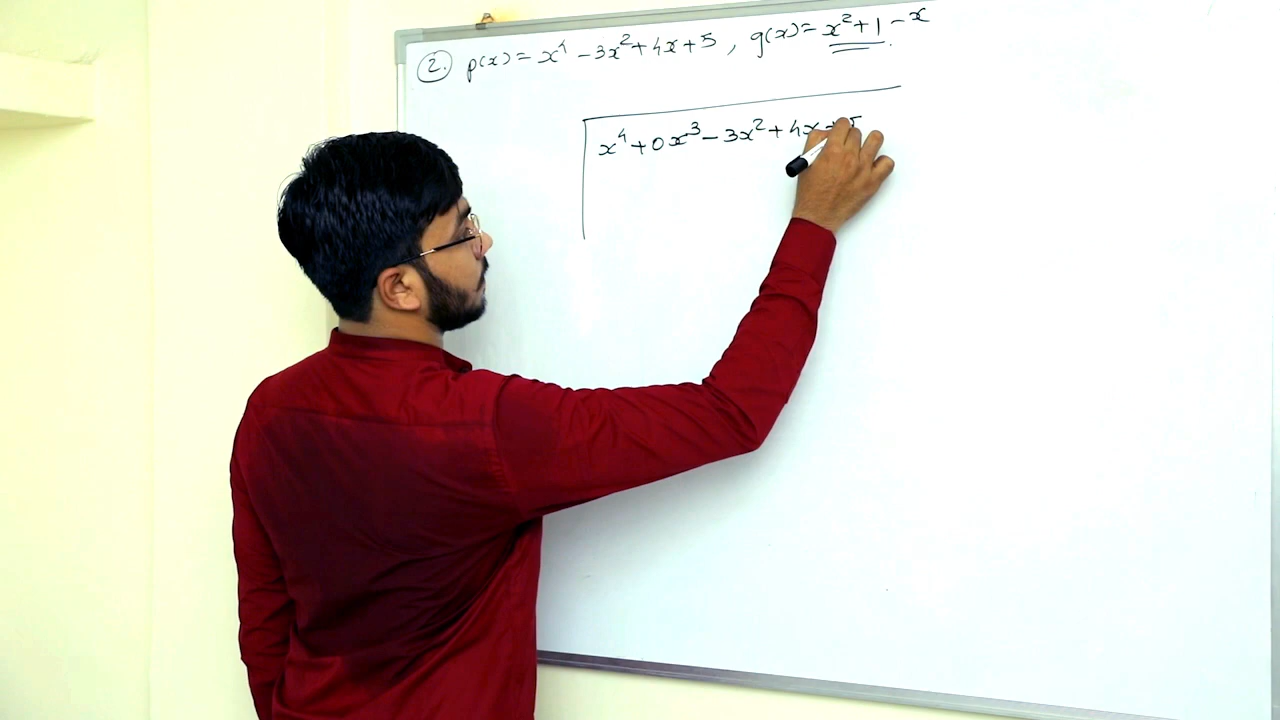 2. p(x) = x⁴ - 3x² + 4x + 5 , g(x) = x² + 1 - x
x⁴ + 0x³ - 3x² + 4x + 5